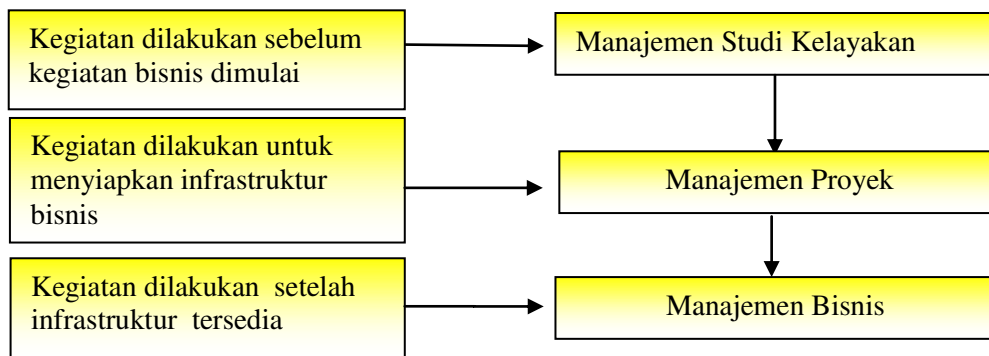 Kegiatan dilakukan sebelum
kegiatan bisnis dimulai
Manajemen Studi Kelayakan
Kegiatan dilakukan untuk
menyiapkan infrastruktur
bisnis
Manajemen Proyek
Kegiatan dilakukan setelah
infrastruktur tersedia
Manajemen Bisnis